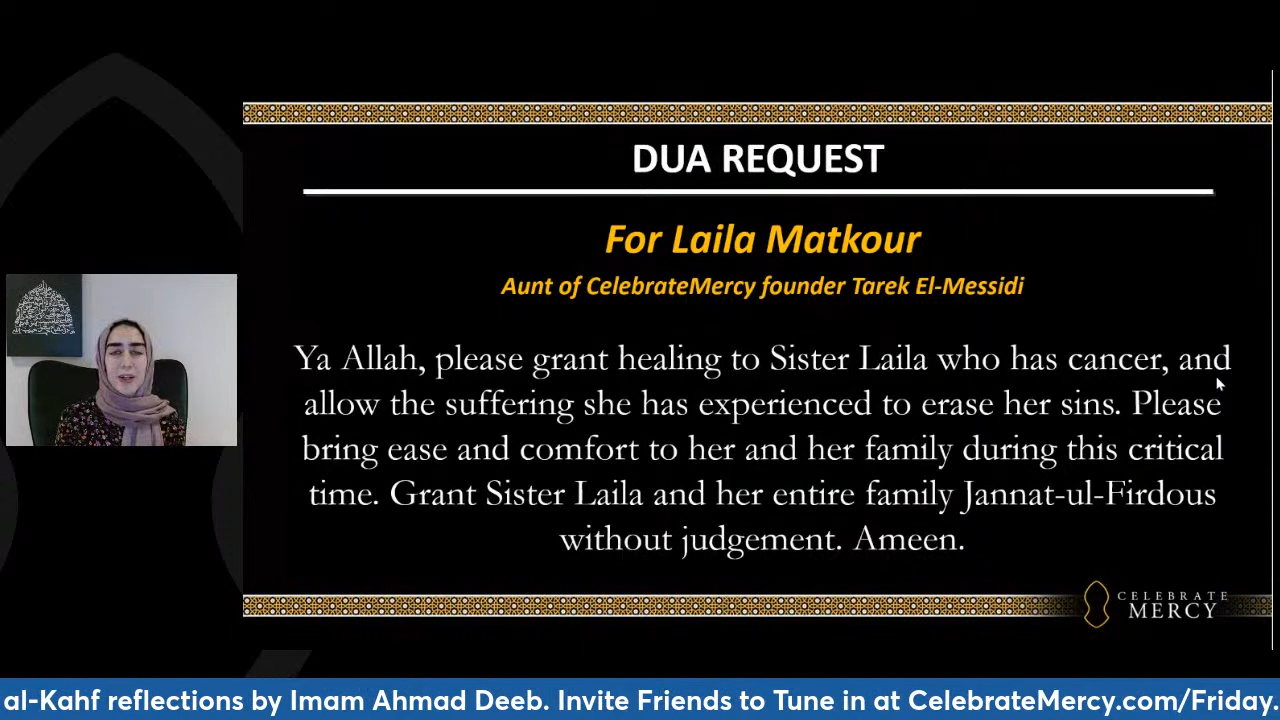 DUA REQUEST
For Laila Matkour
Aunt of CelebrateMercy founder Tarek El-Messidi
Ya Allah, please grant healing to Sister Laila who has cancer, and
allow the suffering she has experienced to erase her sins. Please
bring ease and comfort to her and her family during this critical
time. Grant Sister Laila and her entire family Jannat-ul-Firdous
without judgement. Ameen.
CELEBRATE
MERCY
al-Kahf reflections by Imam Ahmad Deeb. Invite Friends to Tune in at CelebrateMercy.com/Friday.